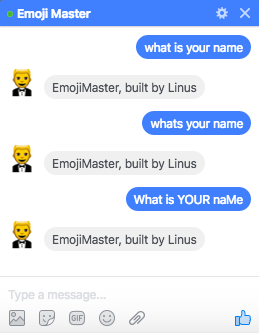 Emoji Master
what is your name
EmojiMaster, built by Linus
whats your name
EmojiMaster, built by Linus
What is YOUR naMe
EmojiMaster, built by Linus
Type a message...
GIF